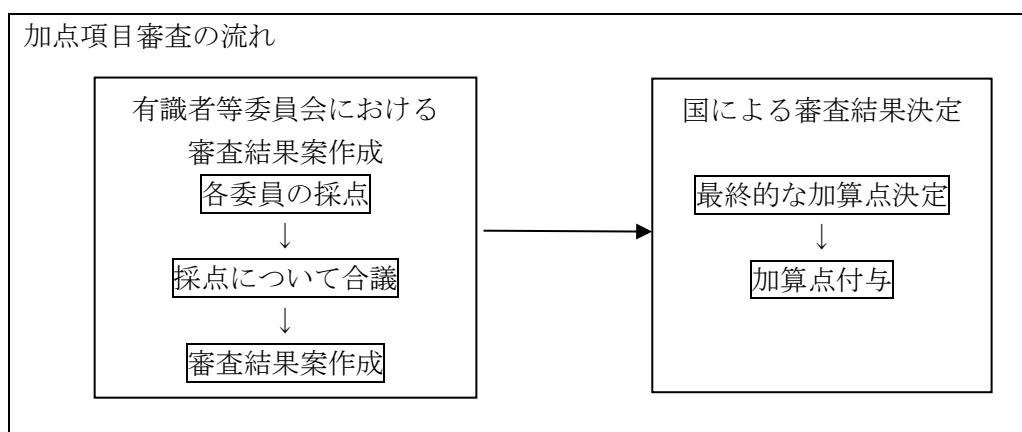 加点項目審査の流れ
有識者等委員会における
審査結果案作成
各委員の採点
↓
採点について合議
↓
審査結果案作成
国による審査結果決定
最終的な加算点決定
↓
加算点付与